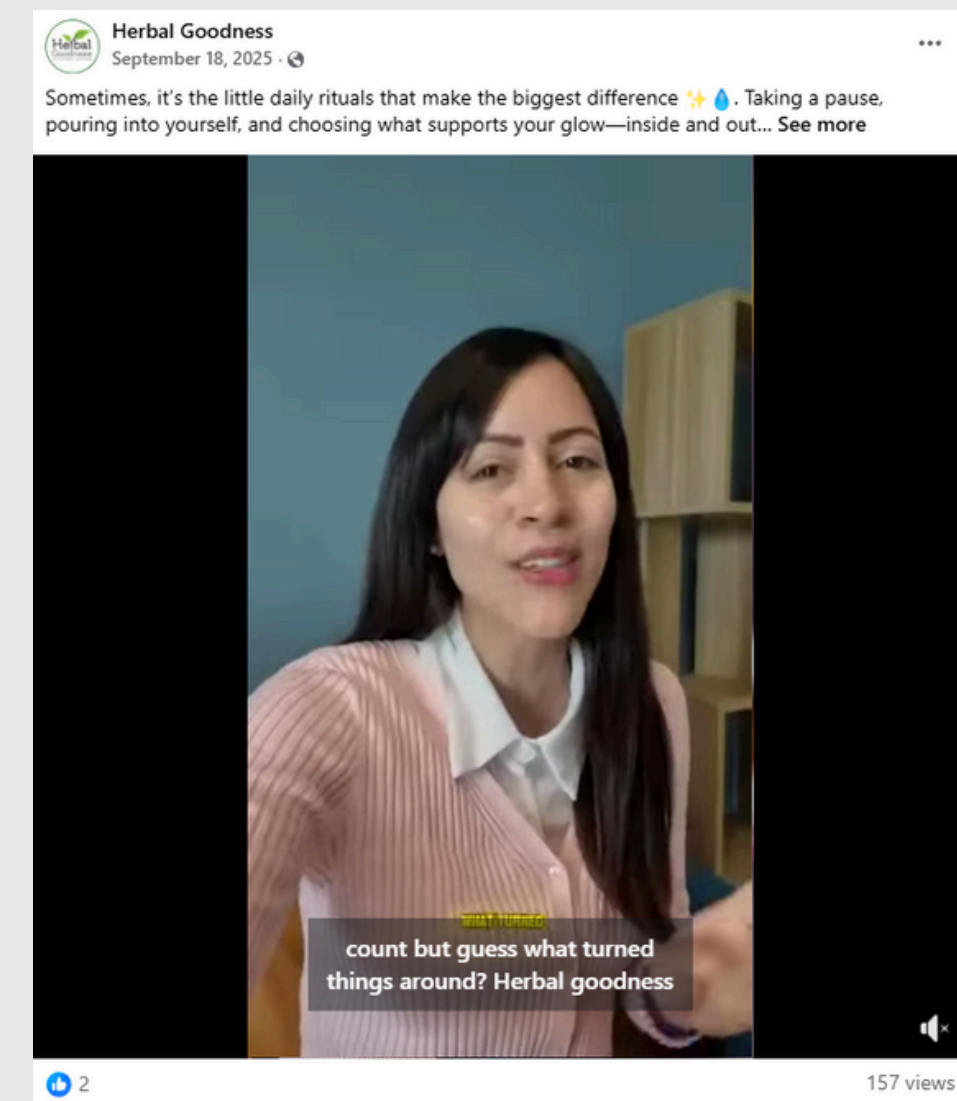 Herbal Goodness
Herbal
Goodness
September 18, 2025 ·
Sometimes, it's the little daily rituals that make the biggest difference ✨💧. Taking a pause,
pouring into yourself, and choosing what supports your glow—inside and out... See more
WHAT TURNED
count but guess what turned
things around? Herbal goodness
2
157 views